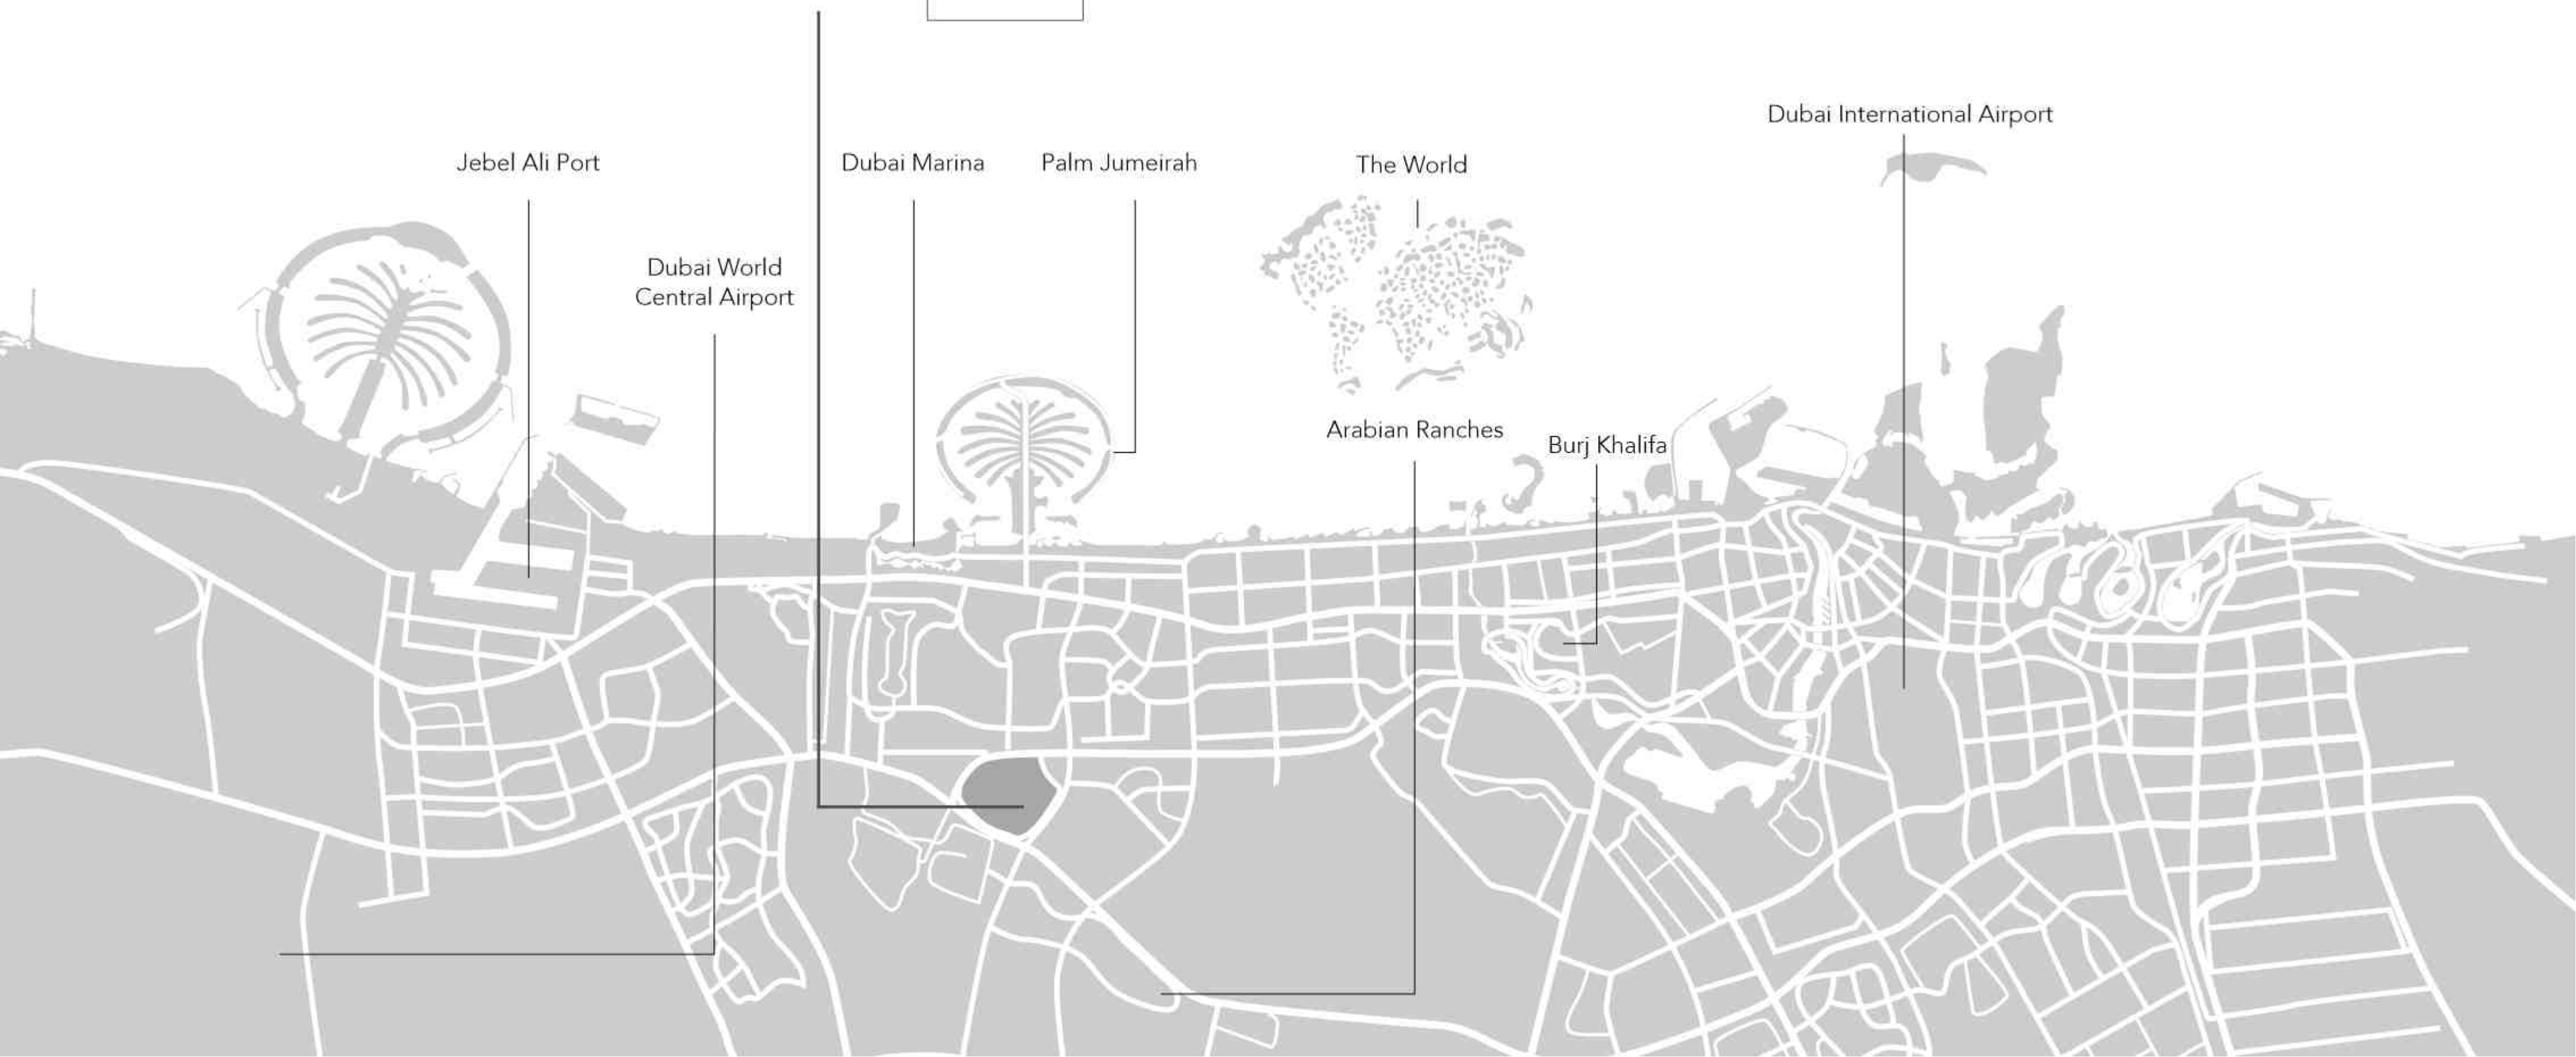 Dubai International Airport
Jebel Ali Port
Dubai Marina
Palm Jumeirah
The World
Dubai World
Central Airport
Arabian Ranches
Burj Khalifa